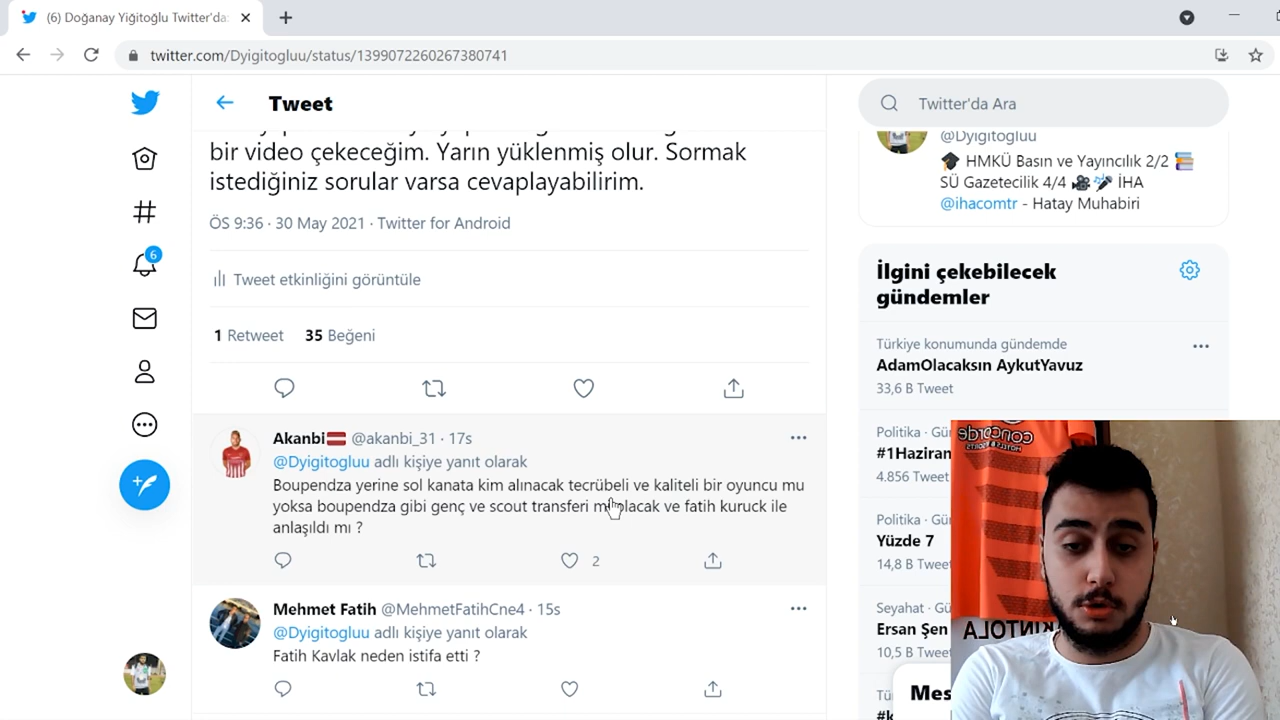 (6) Doğanay Yiğitoğlu Twitter'da:
twitter.com/Dyigitogluu/status/1399072260267380741
Tweet
bir video çekeceğim. Yarın yüklenmiş olur. Sormak
istediğiniz sorular varsa cevaplayabilirim.
ÖS 9:36 · 30 May 2021 · Twitter for Android
Tweet etkinliğini görüntüle
1 Retweet 35 Beğeni
Akanbi @akanbi_31 · 17s
@Dyigitogluu adlı kişiye yanıt olarak
Boupendza yerine sol kanata kim alınacak tecrübeli ve kaliteli bir oyuncu mu
yoksa boupendza gibi genç ve scout transferi mi olacak ve fatih kuruck ile
anlaşıldı mı ?
2
Mehmet Fatih @MehmetFatihCne4 · 15s
@Dyigitogluu adlı kişiye yanıt olarak
Fatih Kavlak neden istifa etti ?
6
Twitter'da Ara
@Dyigitogluu
HMKÜ Basın ve Yayıncılık 2/2
SÜ Gazetecilik 4/4 İHA
@ihacomtr - Hatay Muhabiri
İlgini çekebilecek
gündemler
Türkiye konumunda gündemde
AdamOlacaksın AykutYavuz
33,6 B Tweet
Politika · Gü
#1Haziran
4.856 Tweet
Politika · Gü
Yüzde 7
14,8 B Tweet
Seyahat · Gü
Ersan Şen
10,5 B Tweet
Mes
concorde